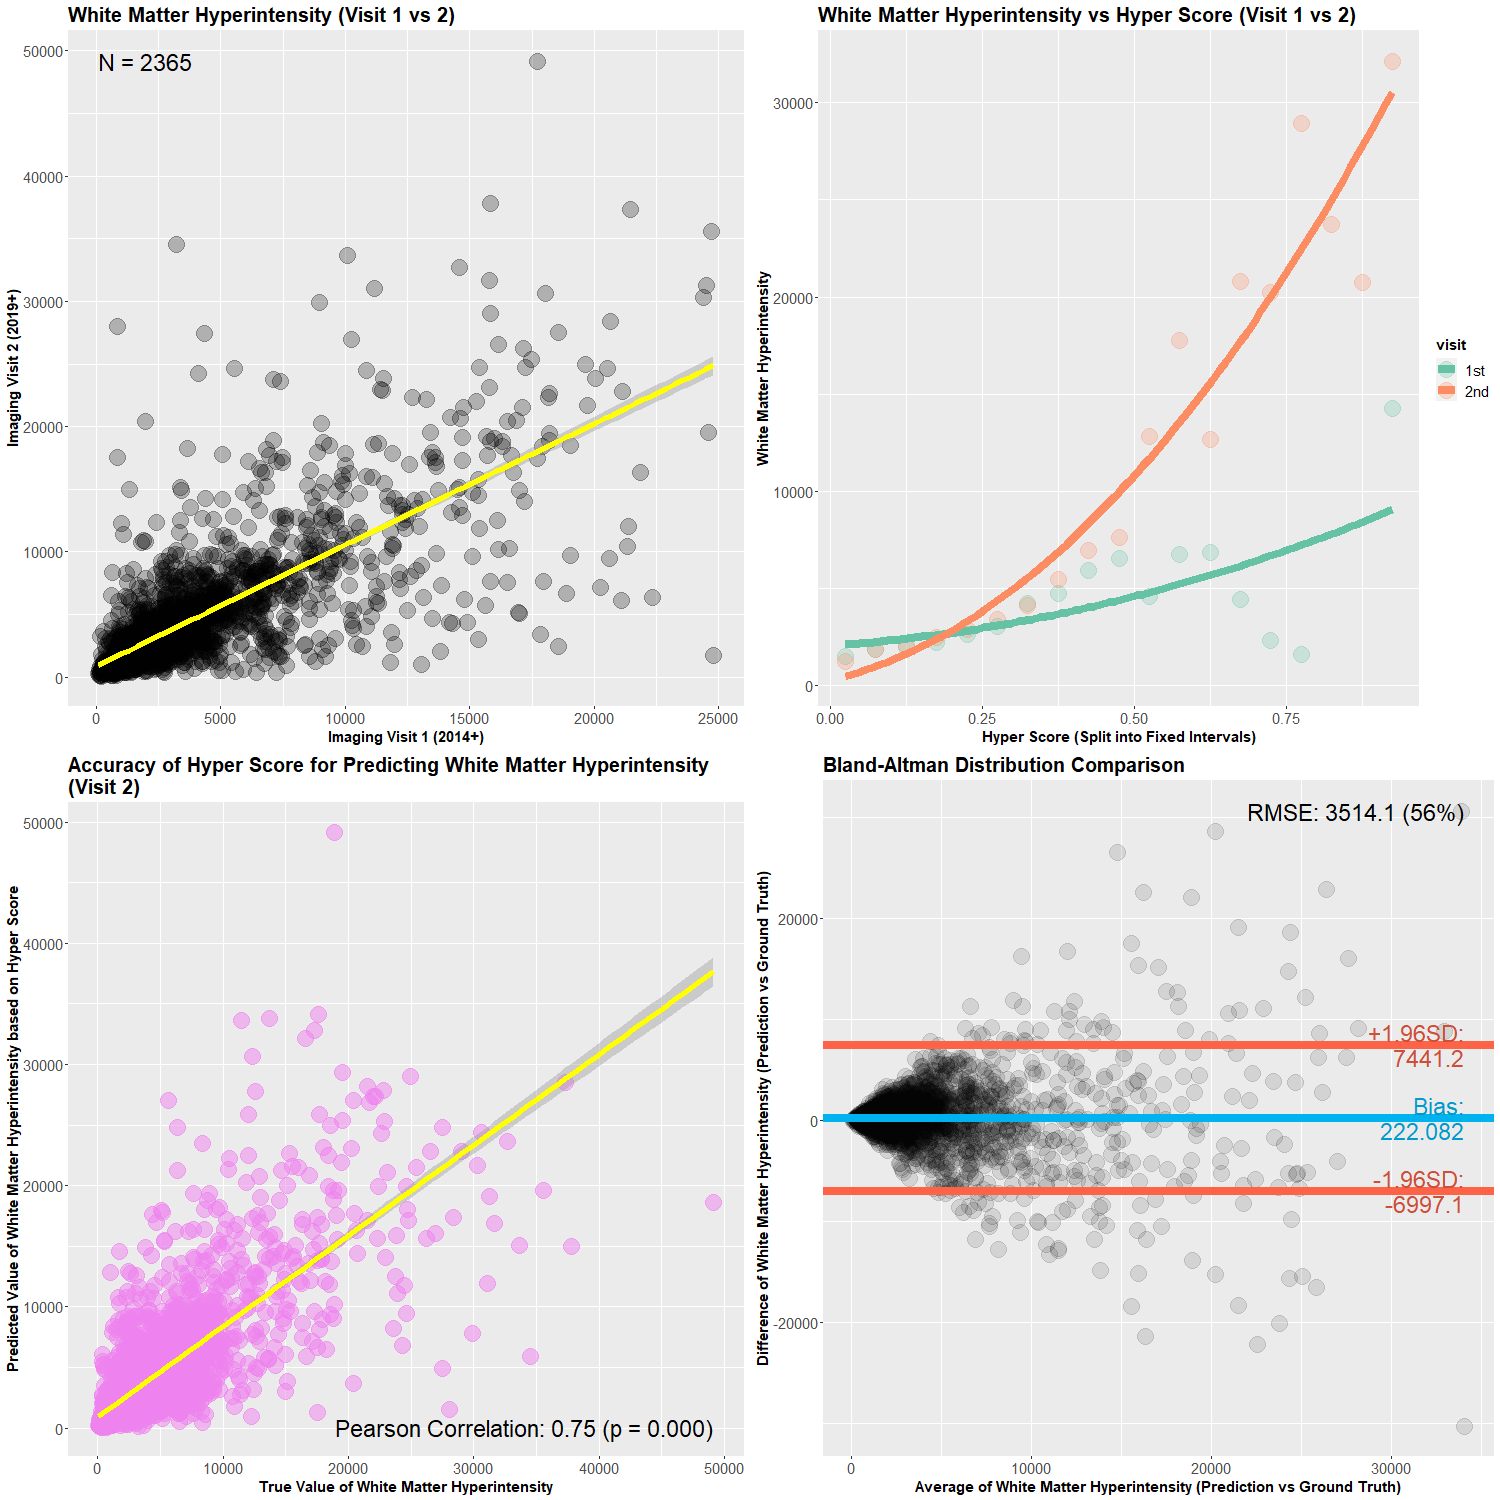 White Matter Hyperintensity (Visit 1 vs 2)
N = 2365
50000
40000
30000
20000
10000
0
Imaging Visit 2 (2019+)
0
5000
10000
15000
20000
25000
Imaging Visit 1 (2014+)
White Matter Hyperintensity vs Hyper Score (Visit 1 vs 2)
30000
20000
10000
0
White Matter Hyperintensity
0.00
0.25
0.50
0.75
Hyper Score (Split into Fixed Intervals)
visit
1st
2nd
Accuracy of Hyper Score for Predicting White Matter Hyperintensity
(Visit 2)
50000
40000
30000
20000
10000
0
Predicted Value of White Matter Hyperintensity based on Hyper Score
Pearson Correlation: 0.75 (p = 0.000)
0
10000
20000
30000
40000
50000
True Value of White Matter Hyperintensity
Bland-Altman Distribution Comparison
RMSE: 3514.1 (56%)
20000
0
-20000
Difference of White Matter Hyperintensity (Prediction vs Ground Truth)
+1.96SD:
7441.2
Bias:
222.082
-1.96SD:
-6997.1
0
10000
20000
30000
Average of White Matter Hyperintensity (Prediction vs Ground Truth)